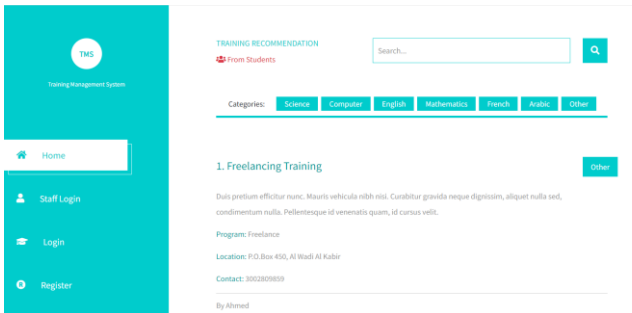 TMS
Training Management System
Home
Staff Login
Login
Register
TRAINING RECOMMENDATION
From Students
Search...
Categories: Science Computer English Mathematics French Arabic Other
1. Freelancing Training
Other
Duis pretium efficitur nunc. Mauris vehicula nibh nisi. Curabitur gravida neque dignissim, aliquet nulla sed,
condimentum nulla. Pellentesque id venenatis quam, id cursus velit.
Program: Freelance
Location: P.O.Box 450, Al Wadi Al Kabir
Contact: 3002809859
By Ahmed